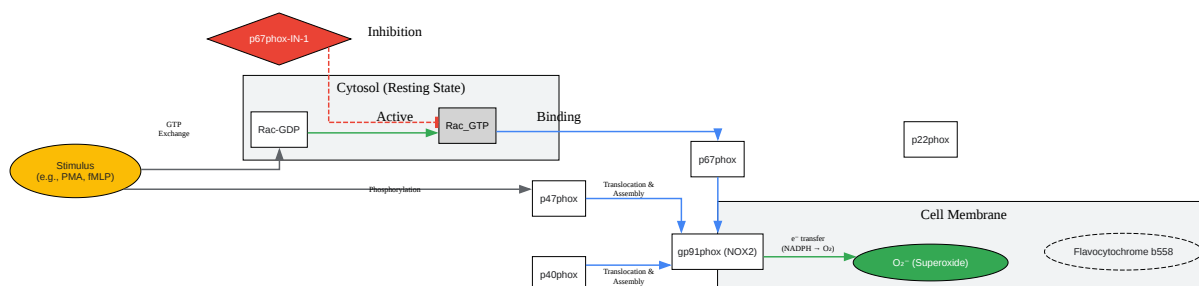 p67phox-IN-1
Inhibition
Cytosol (Resting State)
Rac-GDP
Active
Rac_GTP
Binding
GTP
Exchange
p22phox
Stimulus
(e.g., PMA, fMLP)
p67phox
Phosphorylation
p47phox
Translocation &
Assembly
Cell Membrane
gp91phox (NOX2)
e⁻ transfer
(NADPH → O₂)
Flavocytochrome b558
O₂⁻ (Superoxide)
p40phox
Translocation &
Assembly